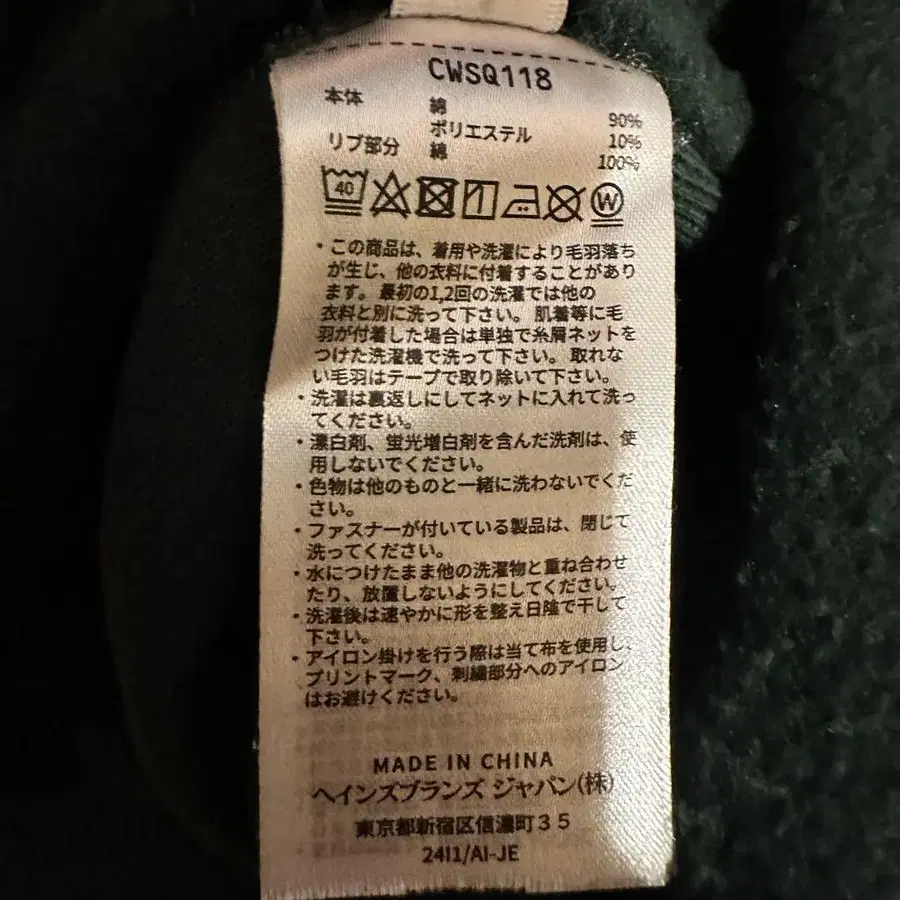 CWSQ118
本体 綿 90%
ポリエステル 10%
リブ部分 綿 100%
40 W
・この商品は、着用や洗濯により毛羽落ち
が生じ、他の衣料に付着することがあり
ます。最初の1,2回の洗濯では他の
衣料と別に洗って下さい。肌着等に毛
羽が付着した場合は単独で糸屑ネットを
つけた洗濯機で洗って下さい。取れな
い毛羽はテープで取り除いて下さい。
・洗濯は裏返しにしてネットに入れて洗っ
てください。
・漂白剤、蛍光増白剤を含んだ洗剤は、使
用しないでください。
・色物は他のものと一緒に洗わないでくだ
さい。
・ファスナーが付いている製品は、閉じて
洗ってください。
・水につけたまま他の洗濯物と重ね合わせ
たり、放置しないようにしてください。
・洗濯後は速やかに形を整え日陰で干して
下さい。
・アイロン掛けを行う際は当て布を使用し、
プリントマーク、刺繍部分へのアイロン
はお避けください。
MADE IN CHINA
ヘインズブランズ ジャパン(株)
東京都新宿区信濃町35
24I1/AI-JE